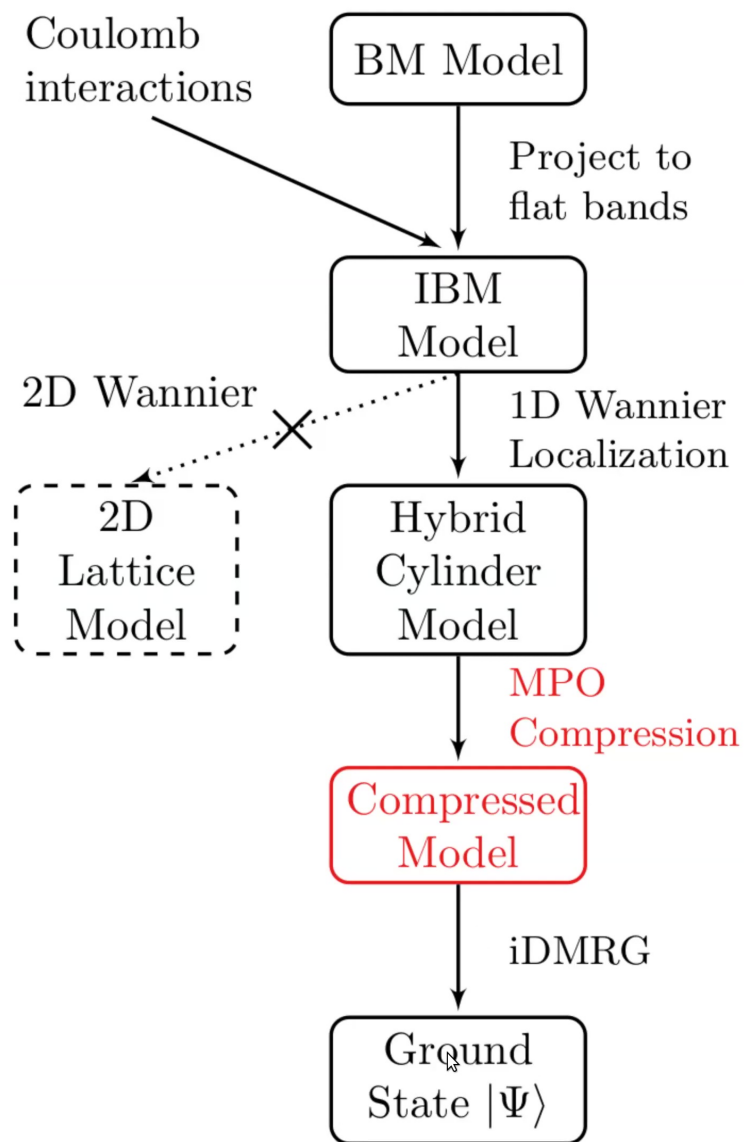 Coulomb
interactions
BM Model
Project to
flat bands
IBM
Model
2D Wannier
1D Wannier
Localization
2D
Lattice
Model
Hybrid
Cylinder
Model
MPO
Compression
Compressed
Model
iDMRG
Ground
State |Ψ⟩